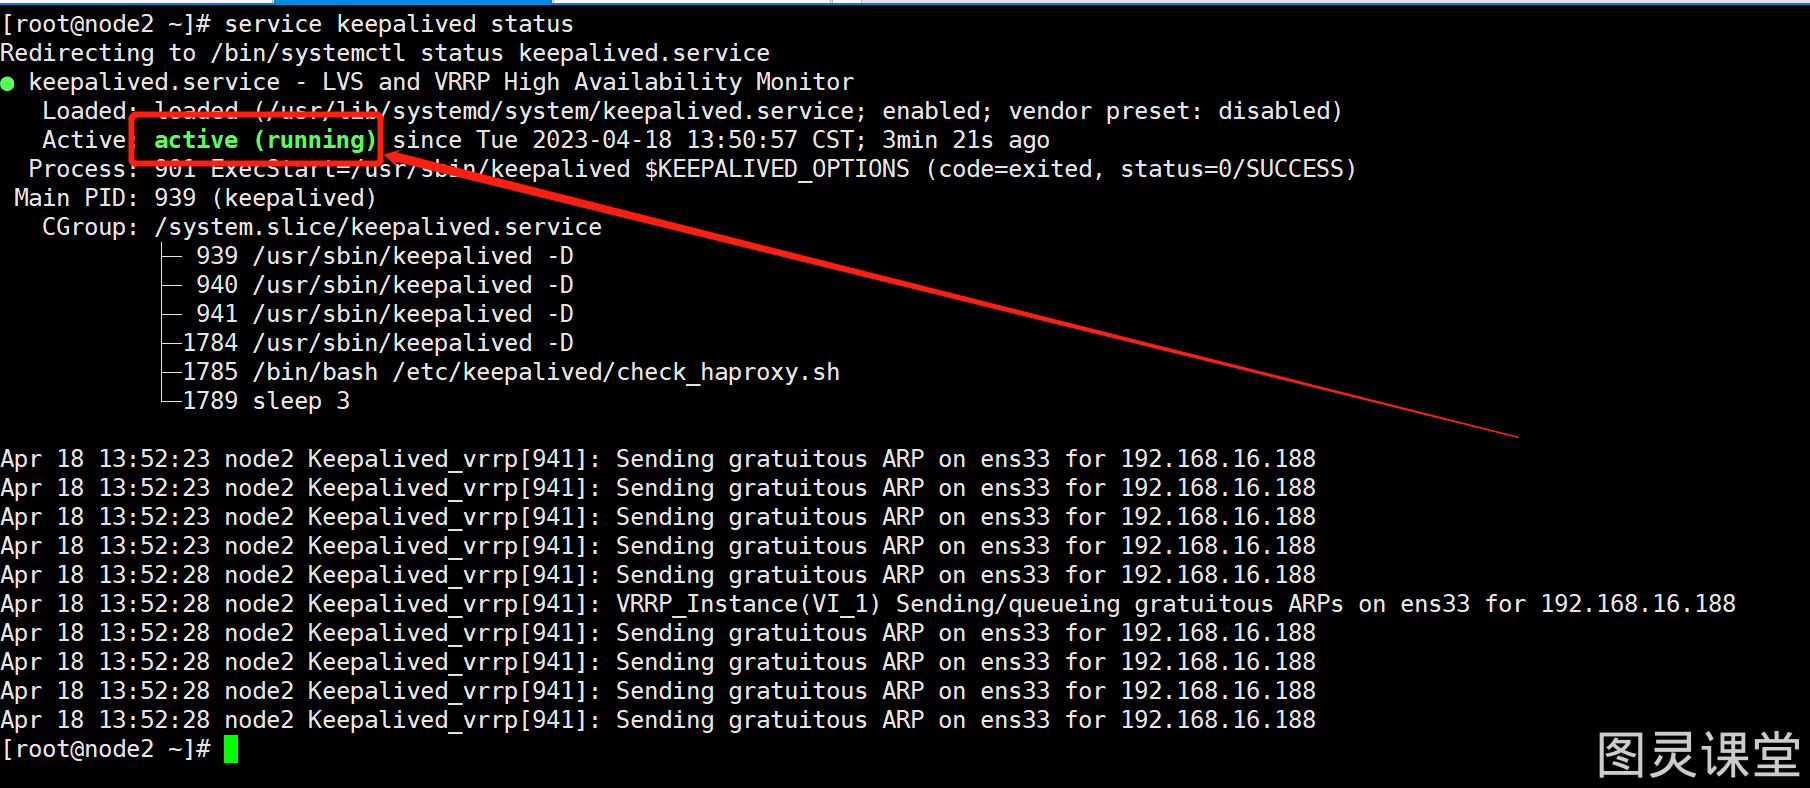 [root@node2 ~]# service keepalived status
Redirecting to /bin/systemctl status keepalived.service
● keepalived.service - LVS and VRRP High Availability Monitor
   Loaded: loaded (/usr/lib/systemd/system/keepalived.service; enabled; vendor preset: disabled)
   Active: active (running) since Tue 2023-04-18 13:50:57 CST; 3min 21s ago
  Process: 901 ExecStart=/usr/sbin/keepalived $KEEPALIVED_OPTIONS (code=exited, status=0/SUCCESS)
 Main PID: 939 (keepalived)
   CGroup: /system.slice/keepalived.service
           ├─ 939 /usr/sbin/keepalived -D
           ├─ 940 /usr/sbin/keepalived -D
           ├─ 941 /usr/sbin/keepalived -D
           ├─1784 /usr/sbin/keepalived -D
           ├─1785 /bin/bash /etc/keepalived/check_haproxy.sh
           └─1789 sleep 3
Apr 18 13:52:23 node2 Keepalived_vrrp[941]: Sending gratuitous ARP on ens33 for 192.168.16.188
Apr 18 13:52:23 node2 Keepalived_vrrp[941]: Sending gratuitous ARP on ens33 for 192.168.16.188
Apr 18 13:52:23 node2 Keepalived_vrrp[941]: Sending gratuitous ARP on ens33 for 192.168.16.188
Apr 18 13:52:23 node2 Keepalived_vrrp[941]: Sending gratuitous ARP on ens33 for 192.168.16.188
Apr 18 13:52:28 node2 Keepalived_vrrp[941]: Sending gratuitous ARP on ens33 for 192.168.16.188
Apr 18 13:52:28 node2 Keepalived_vrrp[941]: VRRP_Instance(VI_1) Sending/queueing gratuitous ARPs on ens33 for 192.168.16.188
Apr 18 13:52:28 node2 Keepalived_vrrp[941]: Sending gratuitous ARP on ens33 for 192.168.16.188
Apr 18 13:52:28 node2 Keepalived_vrrp[941]: Sending gratuitous ARP on ens33 for 192.168.16.188
Apr 18 13:52:28 node2 Keepalived_vrrp[941]: Sending gratuitous ARP on ens33 for 192.168.16.188
Apr 18 13:52:28 node2 Keepalived_vrrp[941]: Sending gratuitous ARP on ens33 for 192.168.16.188
[root@node2 ~]#
图灵课堂